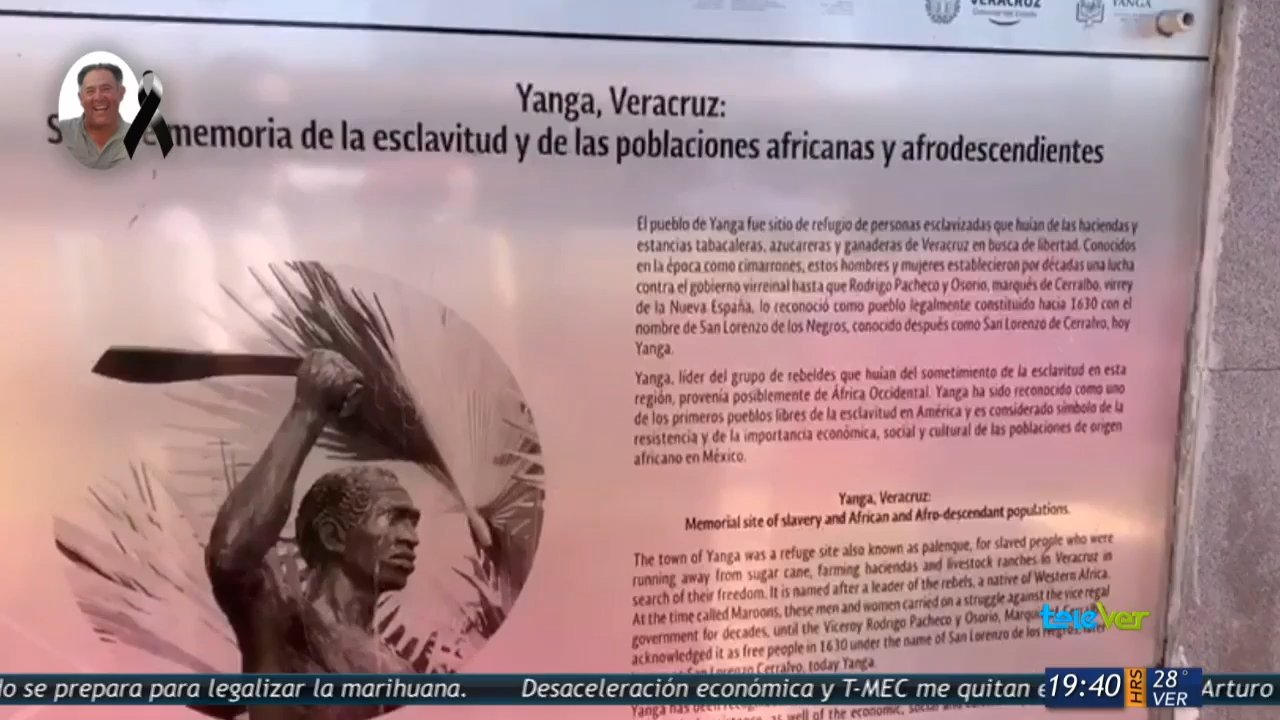 VERACRUZ
YANGA
Yanga, Veracruz:
memoria de la esclavitud y de las poblaciones africanas y afrodescendientes
El pueblo de Yanga fue sitio de refugio de personas esclavizadas que huían de las haciendas y
estancias tabacaleras, azucareras y ganaderas de Veracruz en busca de libertad. Conocidos
en la época como cimarrones, estos hombres y mujeres establecieron por décadas una lucha
contra el gobierno virreinal hasta que Rodrigo Pacheco y Osorio, marqués de Cerralbo, virrey
de la Nueva España, lo reconoció como pueblo legalmente constituido hacia 1630 con el
nombre de San Lorenzo de los Negros, conocido después como San Lorenzo de Cerralvo, hoy
Yanga.
Yanga, líder del grupo de rebeldes que huían del sometimiento de la esclavitud en esta
región, provenía posiblemente de África Occidental. Yanga ha sido reconocido como uno
de los primeros pueblos libres de la esclavitud en América y es considerado símbolo de la
resistencia y de la importancia económica, social y cultural de las poblaciones de origen
africano en México.
Yanga, Veracruz:
Memorial site of slavery and African and Afro-descendant populations.
The town of Yanga was a refuge site also known as palenque, for slaved people who were
running away from sugar cane, farming haciendas and livestock ranches in Veracruz in
search of their freedom. It is named after a leader of the rebels, a native of Western Africa.
At the time called Maroons, these men and women carried on a struggle against the vice regal
government for decades, until the Viceroy Rodrigo Pacheco y Osorio,
acknowledged it as free people in 1630 under the name of San Lorenzo de los
San Lorenzo Cerralvo, today Yanga.
Yanga has been
as well of the economic, social
teleVer
do se prepara para legalizar la marihuana. Desaceleración económica y T-MEC me quitan
19:40 HRS
28° VER
Arturo